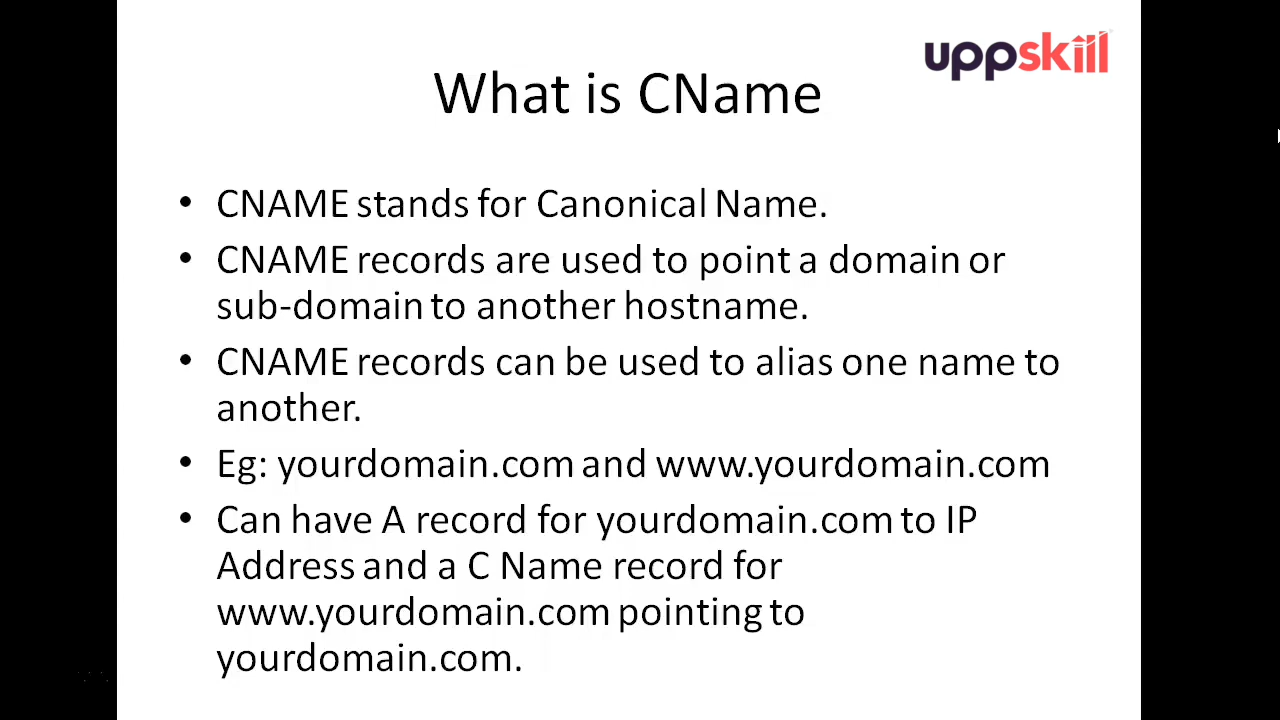 uppskill
What is CName
• CNAME stands for Canonical Name.
• CNAME records are used to point a domain or
sub-domain to another hostname.
• CNAME records can be used to alias one name to
another.
• Eg: yourdomain.com and www.yourdomain.com
• Can have A record for yourdomain.com to IP
Address and a C Name record for
www.yourdomain.com pointing to
yourdomain.com.